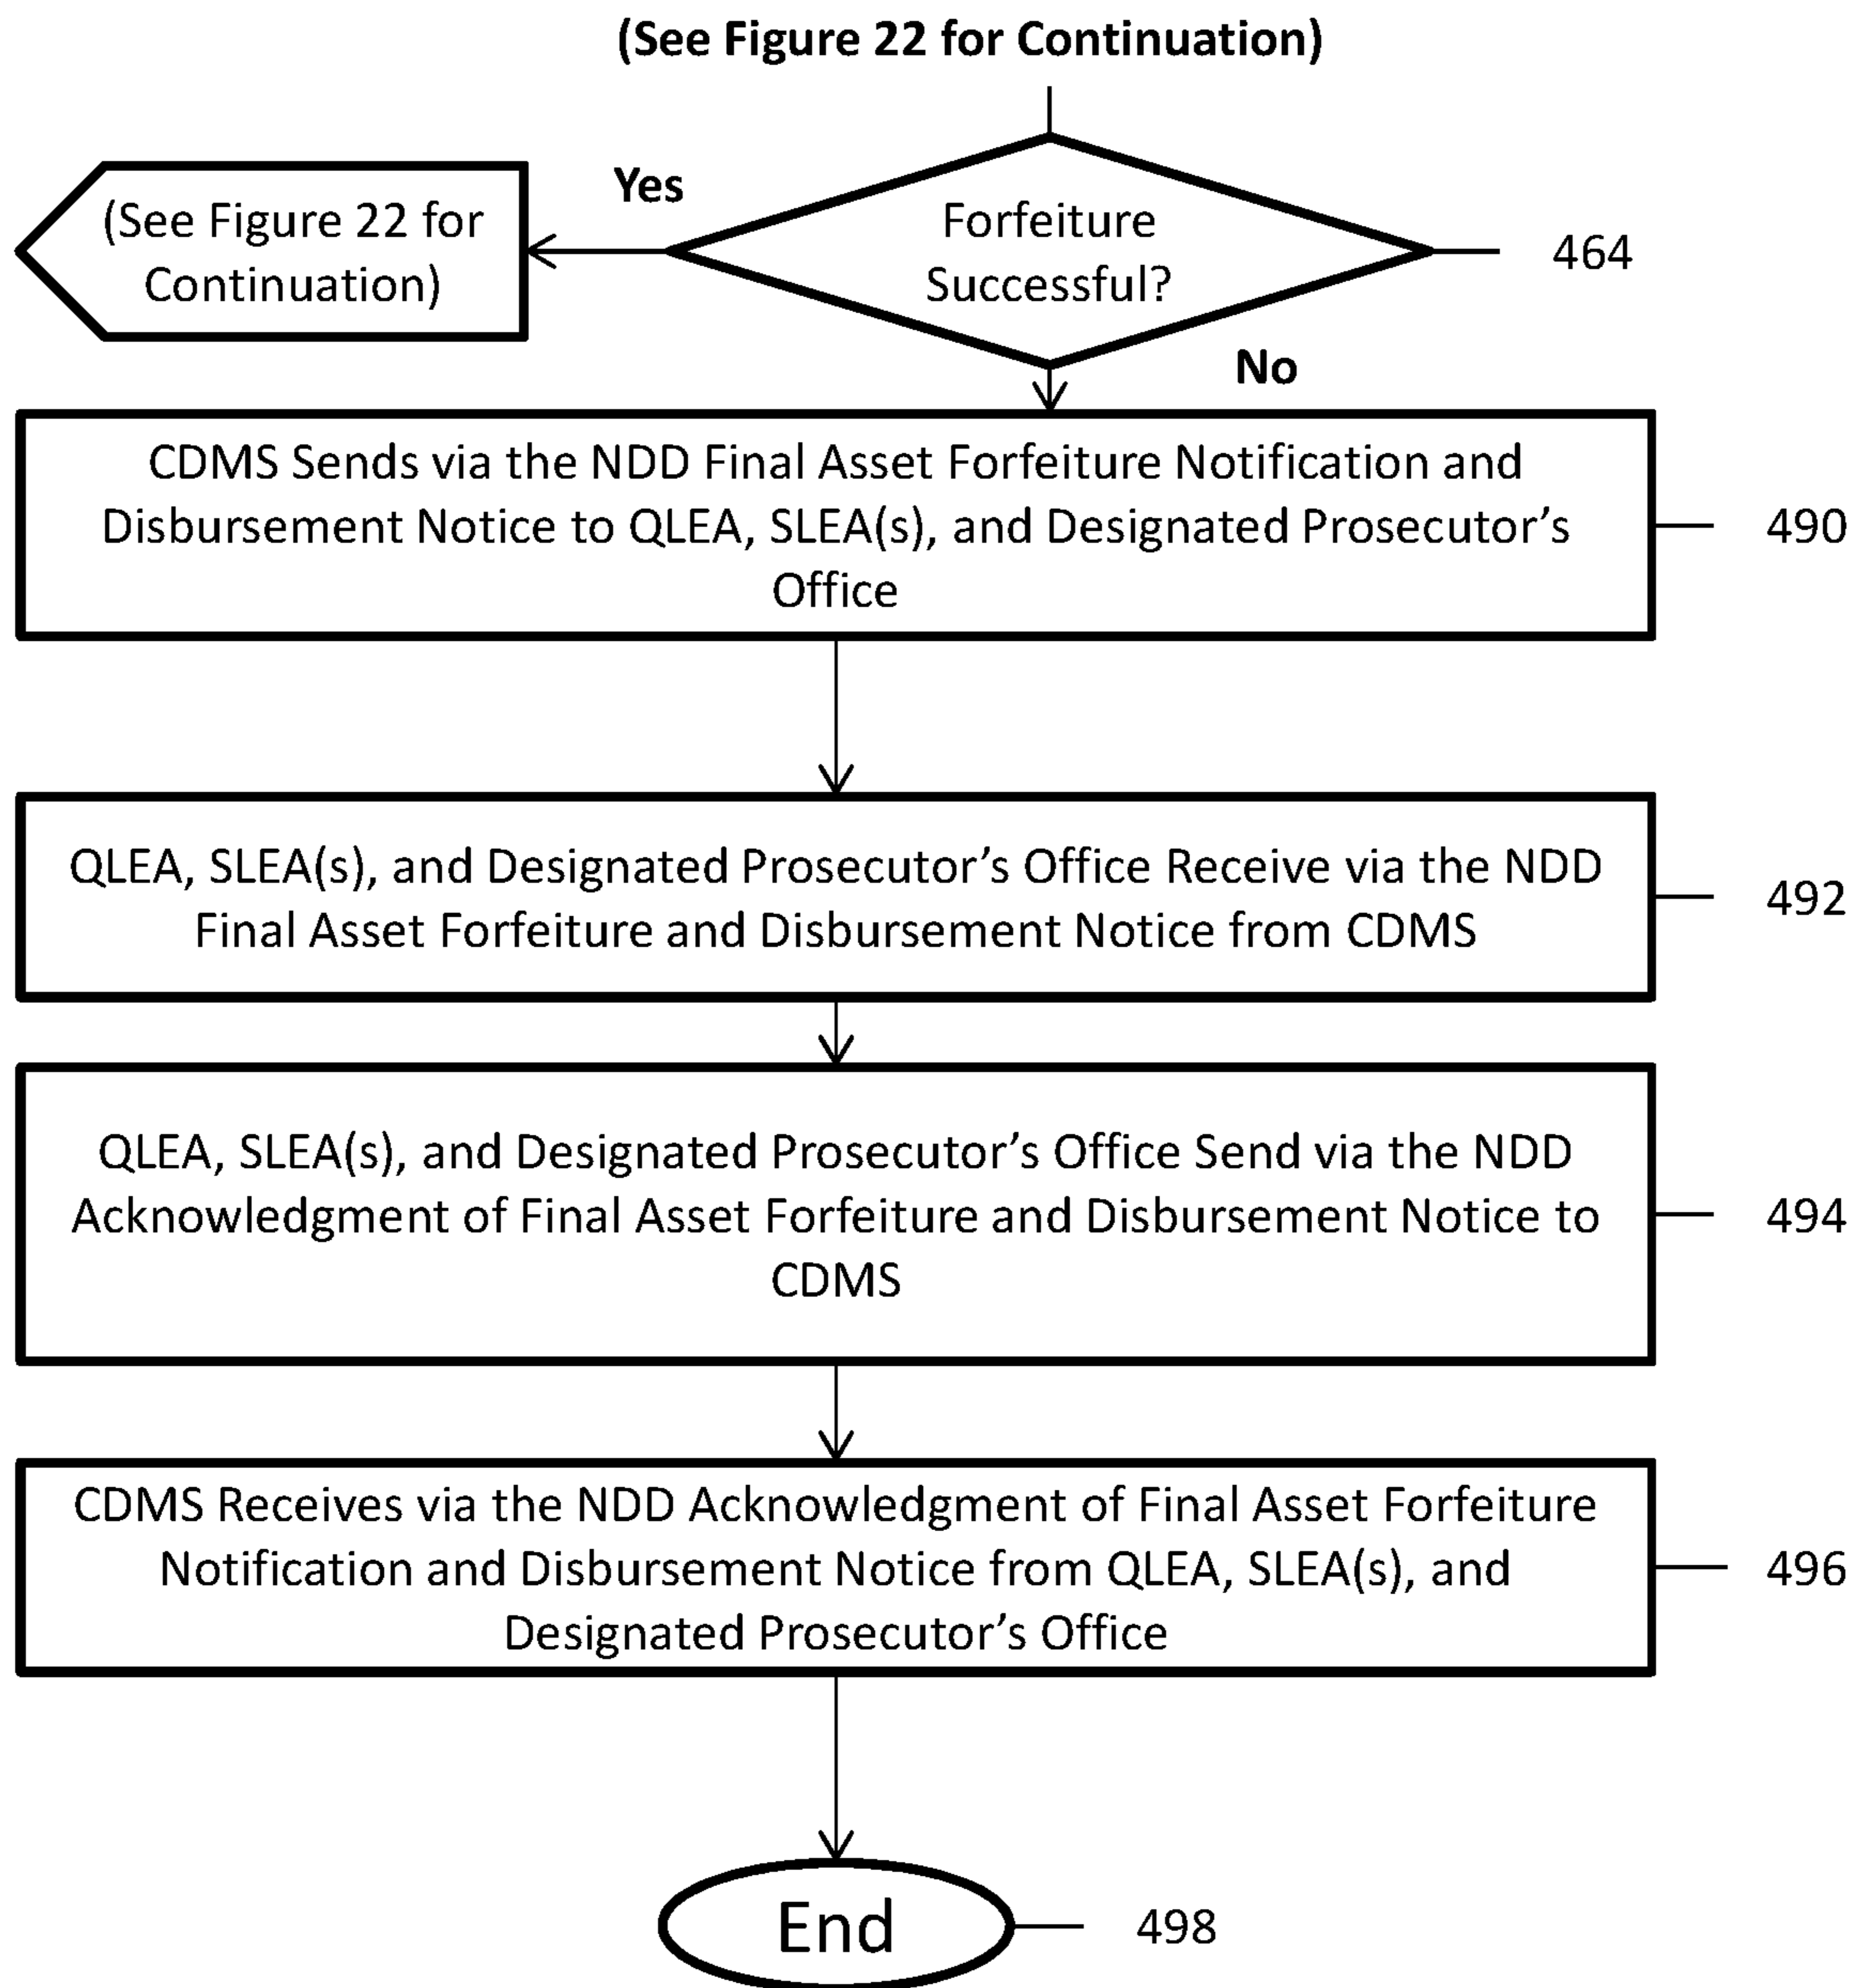 (See Figure 22 for Continuation)
Yes
(See Figure 22 for
Continuation)
Forfeiture
Successful?
464
No
CDMS Sends via the NDD Final Asset Forfeiture Notification and
Disbursement Notice to QLEA, SLEA(s), and Designated Prosecutor’s
Office
490
QLEA, SLEA(s), and Designated Prosecutor’s Office Receive via the NDD
Final Asset Forfeiture and Disbursement Notice from CDMS
492
QLEA, SLEA(s), and Designated Prosecutor’s Office Send via the NDD
Acknowledgment of Final Asset Forfeiture and Disbursement Notice to
CDMS
494
CDMS Receives via the NDD Acknowledgment of Final Asset Forfeiture
Notification and Disbursement Notice from QLEA, SLEA(s), and
Designated Prosecutor’s Office
496
End
498